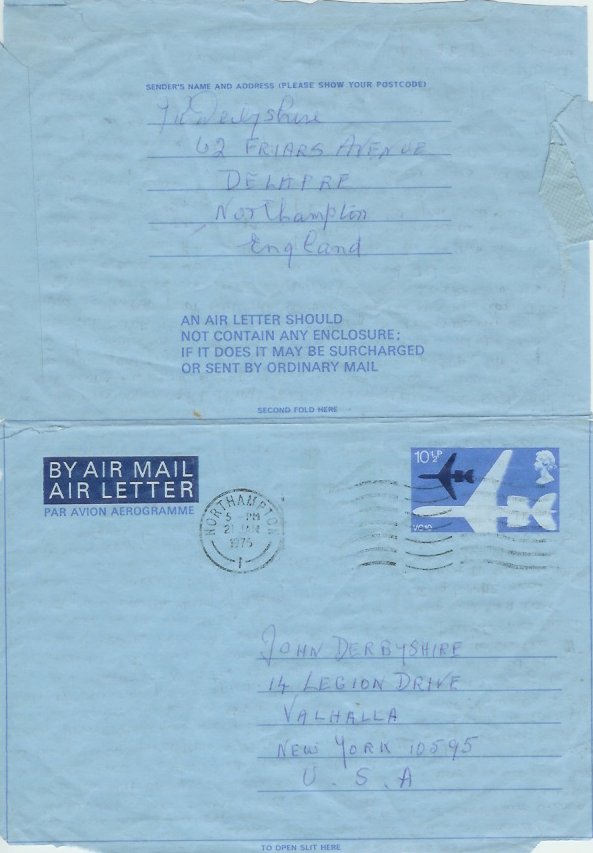 SENDER'S NAME AND ADDRESS (PLEASE SHOW YOUR POSTCODE)
Derbyshire
62 FRIARS AVENUE
DELAPRE
Northampton
England
AN AIR LETTER SHOULD
NOT CONTAIN ANY ENCLOSURE;
IF IT DOES IT MAY BE SURCHARGED
OR SENT BY ORDINARY MAIL
SECOND FOLD HERE
BY AIR MAIL
AIR LETTER
PAR AVION AEROGRAMME
NORTHAMPTON
5 - PM
1975
1
10½P
VC10
JOHN DERBYSHIRE
14 LEGION DRIVE
VALHALLA
NEW YORK 10595
U. S. A
TO OPEN SLIT HERE